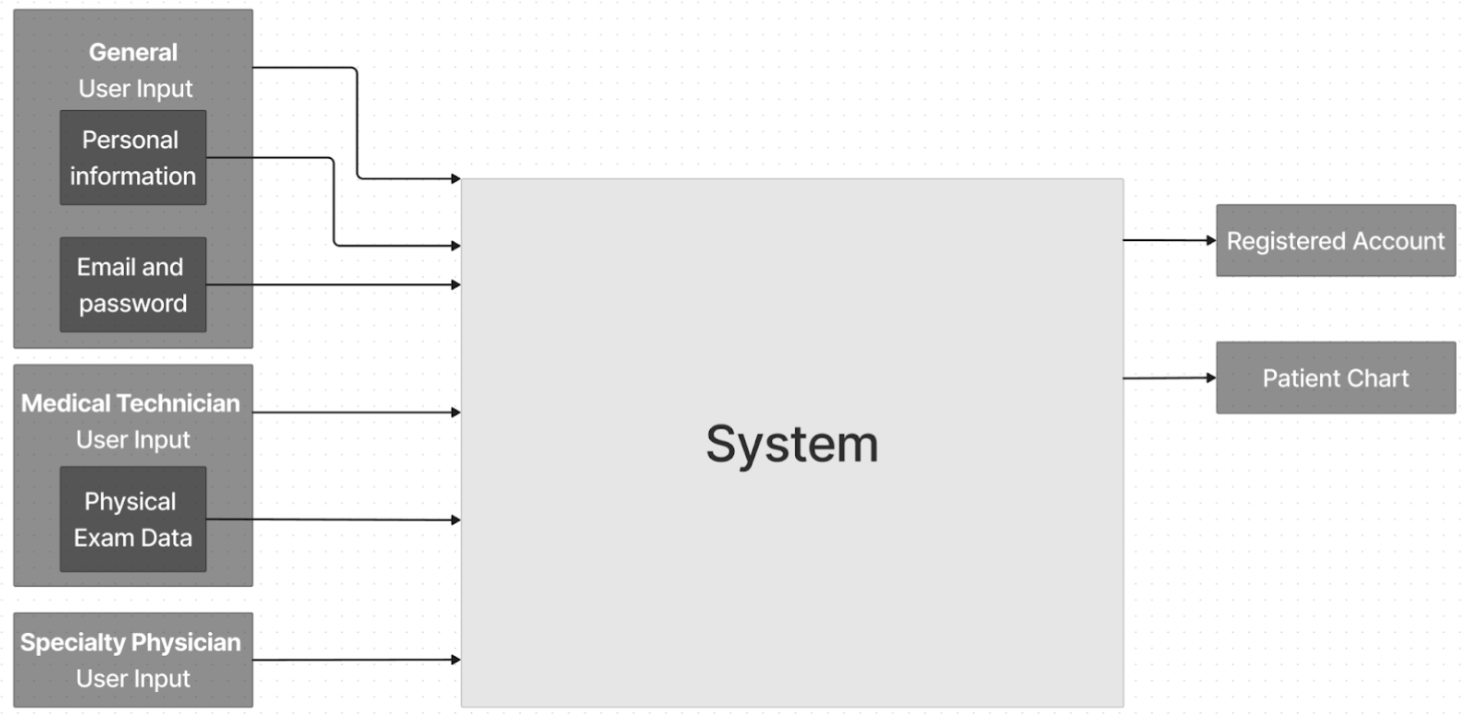 General
User Input
Personal
information
Email and
password
Medical Technician
User Input
Physical
Exam Data
Specialty Physician
User Input
System
Registered Account
Patient Chart